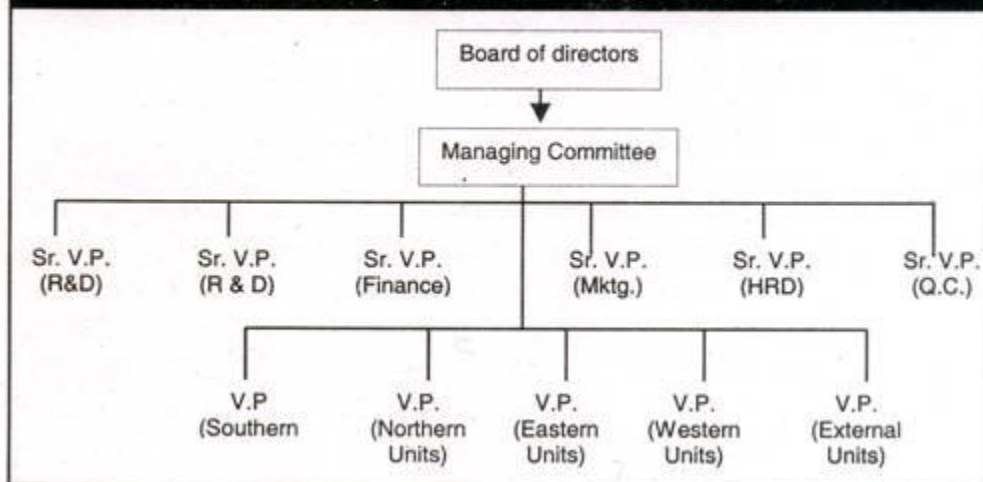 Board of directors
Managing Committee
Sr. V.P.
(R&D)
Sr. V.P.
(R & D)
Sr. V.P.
(Finance)
Sr. V.P.
(Mktg.)
Sr. V.P.
(HRD)
Sr. V.P.
(Q.C.)
V.P
(Southern
V.P.
(Northern
Units)
V.P.
(Eastern
Units)
V.P.
(Western
Units)
V.P.
(External
Units)